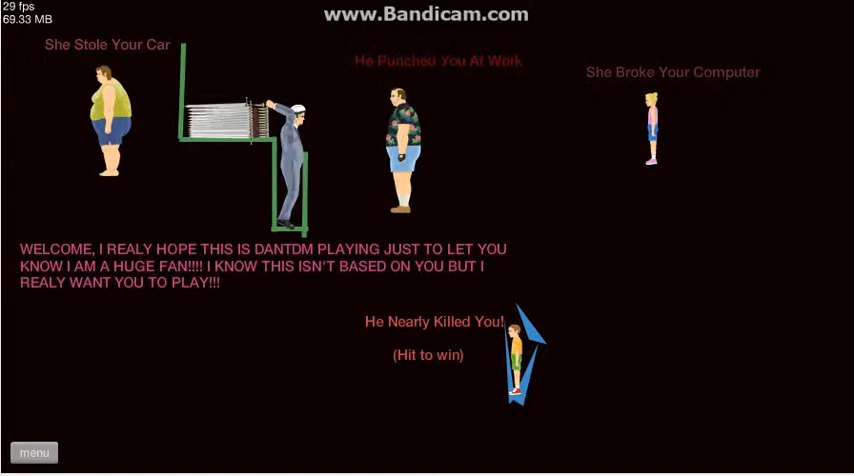 29 fps
69.33 MB
www.Bandicam.com
She Stole Your Car
He Punched You At Work
She Broke Your Computer
WELCOME, I REALY HOPE THIS IS DANTDM PLAYING JUST TO LET YOU
KNOW I AM A HUGE FAN!!!! I KNOW THIS ISN'T BASED ON YOU BUT I
REALY WANT YOU TO PLAY!!!
He Nearly Killed You!
(Hit to win)
menu